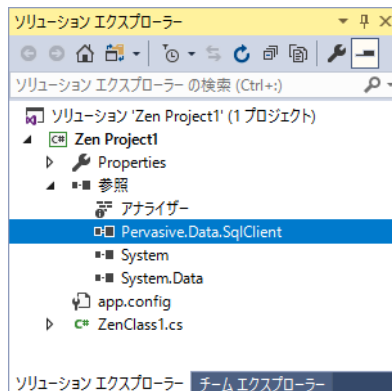 ソリューション エクスプローラー
ソリューション エクスプローラー の検索 (Ctrl+:)
ソリューション 'Zen Project1' (1 プロジェクト)
C# Zen Project1
Properties
参照
アナライザー
Pervasive.Data.SqlClient
System
System.Data
app.config
C# ZenClass1.cs
ソリューション エクスプローラー チーム エクスプローラー